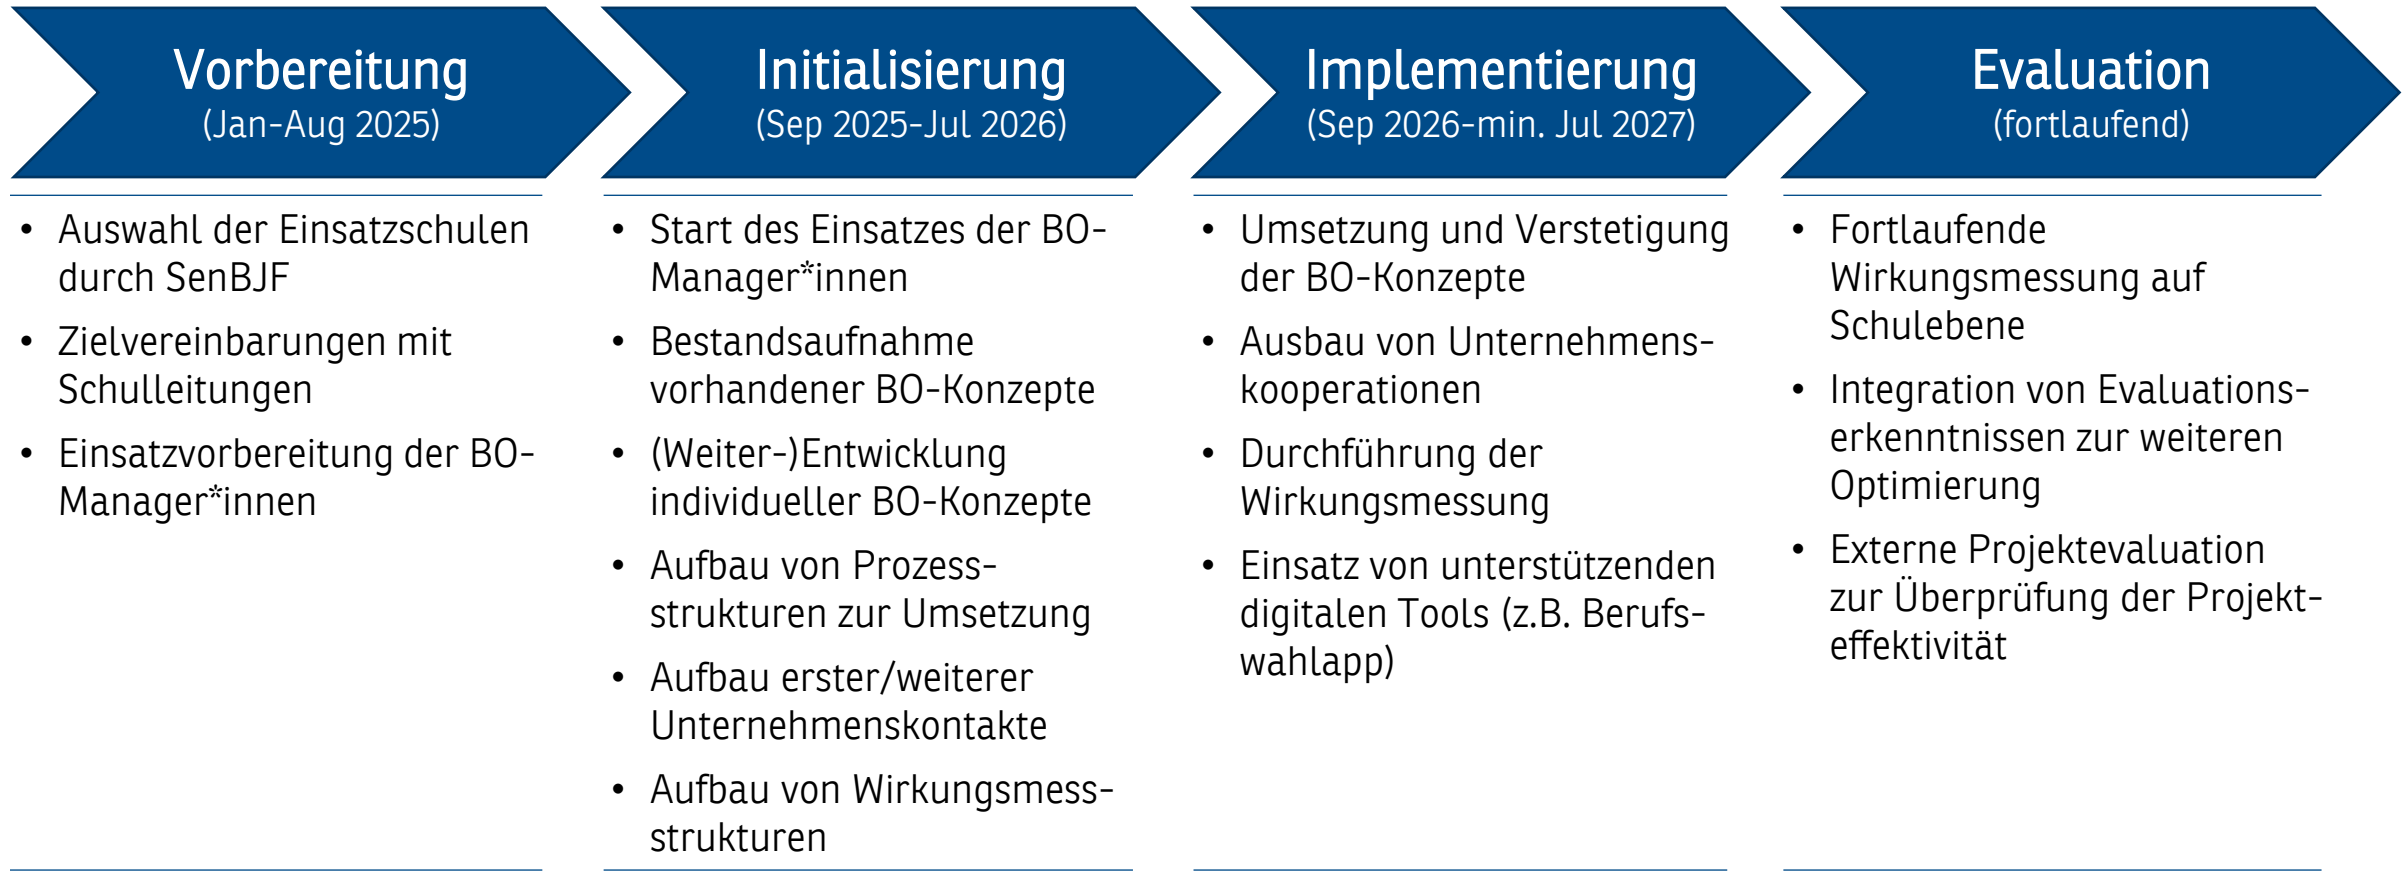 Vorbereitung
(Jan-Aug 2025)
• Auswahl der Einsatzschulen
durch SenBJF
• Zielvereinbarungen mit
Schulleitungen
• Einsatzvorbereitung der BO-
Manager*innen
Initialisierung
(Sep 2025-Jul 2026)
• Start des Einsatzes der BO-
Manager*innen
• Bestandsaufnahme
vorhandener BO-Konzepte
• (Weiter-)Entwicklung
individueller BO-Konzepte
• Aufbau von Prozess-
strukturen zur Umsetzung
• Aufbau erster/weiterer
Unternehmenskontakte
• Aufbau von Wirkungsmess-
strukturen
Implementierung
(Sep 2026-min. Jul 2027)
• Umsetzung und Verstetigung
der BO-Konzepte
• Ausbau von Unternehmens-
kooperationen
• Durchführung der
Wirkungsmessung
• Einsatz von unterstützenden
digitalen Tools (z.B. Berufs-
wahlapp)
Evaluation
(fortlaufend)
• Fortlaufende
Wirkungsmessung auf
Schulebene
• Integration von Evaluations-
erkenntnissen zur weiteren
Optimierung
• Externe Projektevaluation
zur Überprüfung der Projekt-
effektivität